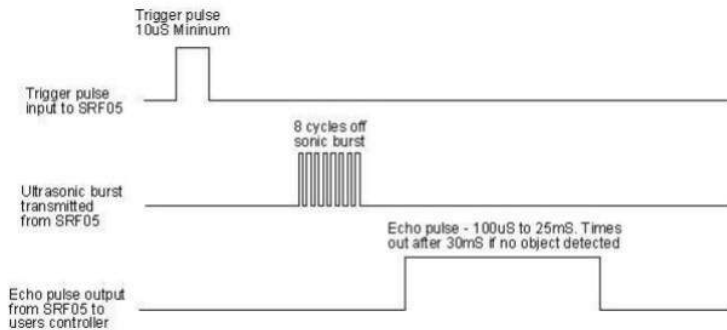 Trigger pulse
10uS Mininum
Trigger pulse
input to SRF05
8 cycles off
sonic burst
Ultrasonic burst
transmitted
from SRF05
Echo pulse - 100uS to 25mS. Times
out after 30mS if no object detected
Echo pulse output
from SRF05 to
users controller